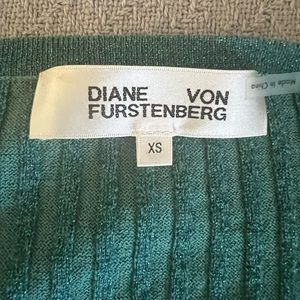 DIANE VON
FURSTENBERG
XS
Made in China